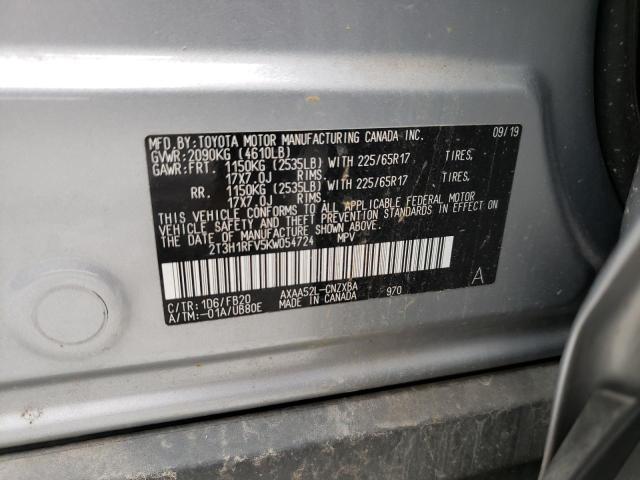 MFD. BY: TOYOTA MOTOR MANUFACTURING CANADA INC. 09/19
GVWR: 2090KG (4610LB)
GAWR: FRT. 1150KG (2535LB) WITH 225/65R17 TIRES.
17X7.0J RIMS.
RR. 1150KG (2535LB) WITH 225/65R17 TIRES.
17X7.0J RIMS.
THIS VEHICLE CONFORMS TO ALL APPLICABLE FEDERAL MOTOR
VEHICLE SAFETY AND THEFT PREVENTION STANDARDS IN EFFECT
ON THE DATE OF MANUFACTURE SHOWN ABOVE.
2T3H1RFV5KW054724 MPV
C/TR: 1D6/FB20 AXAA52L-CNZXBA A
A/TM: -01A/UB80E MADE IN CANADA 970